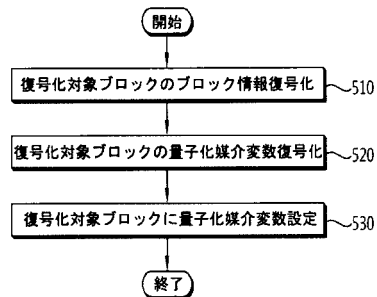 開始
復号化対象ブロックのブロック情報復号化
510
復号化対象ブロックの量子化媒介変数復号化
520
復号化対象ブロックに量子化媒介変数設定
530
終了